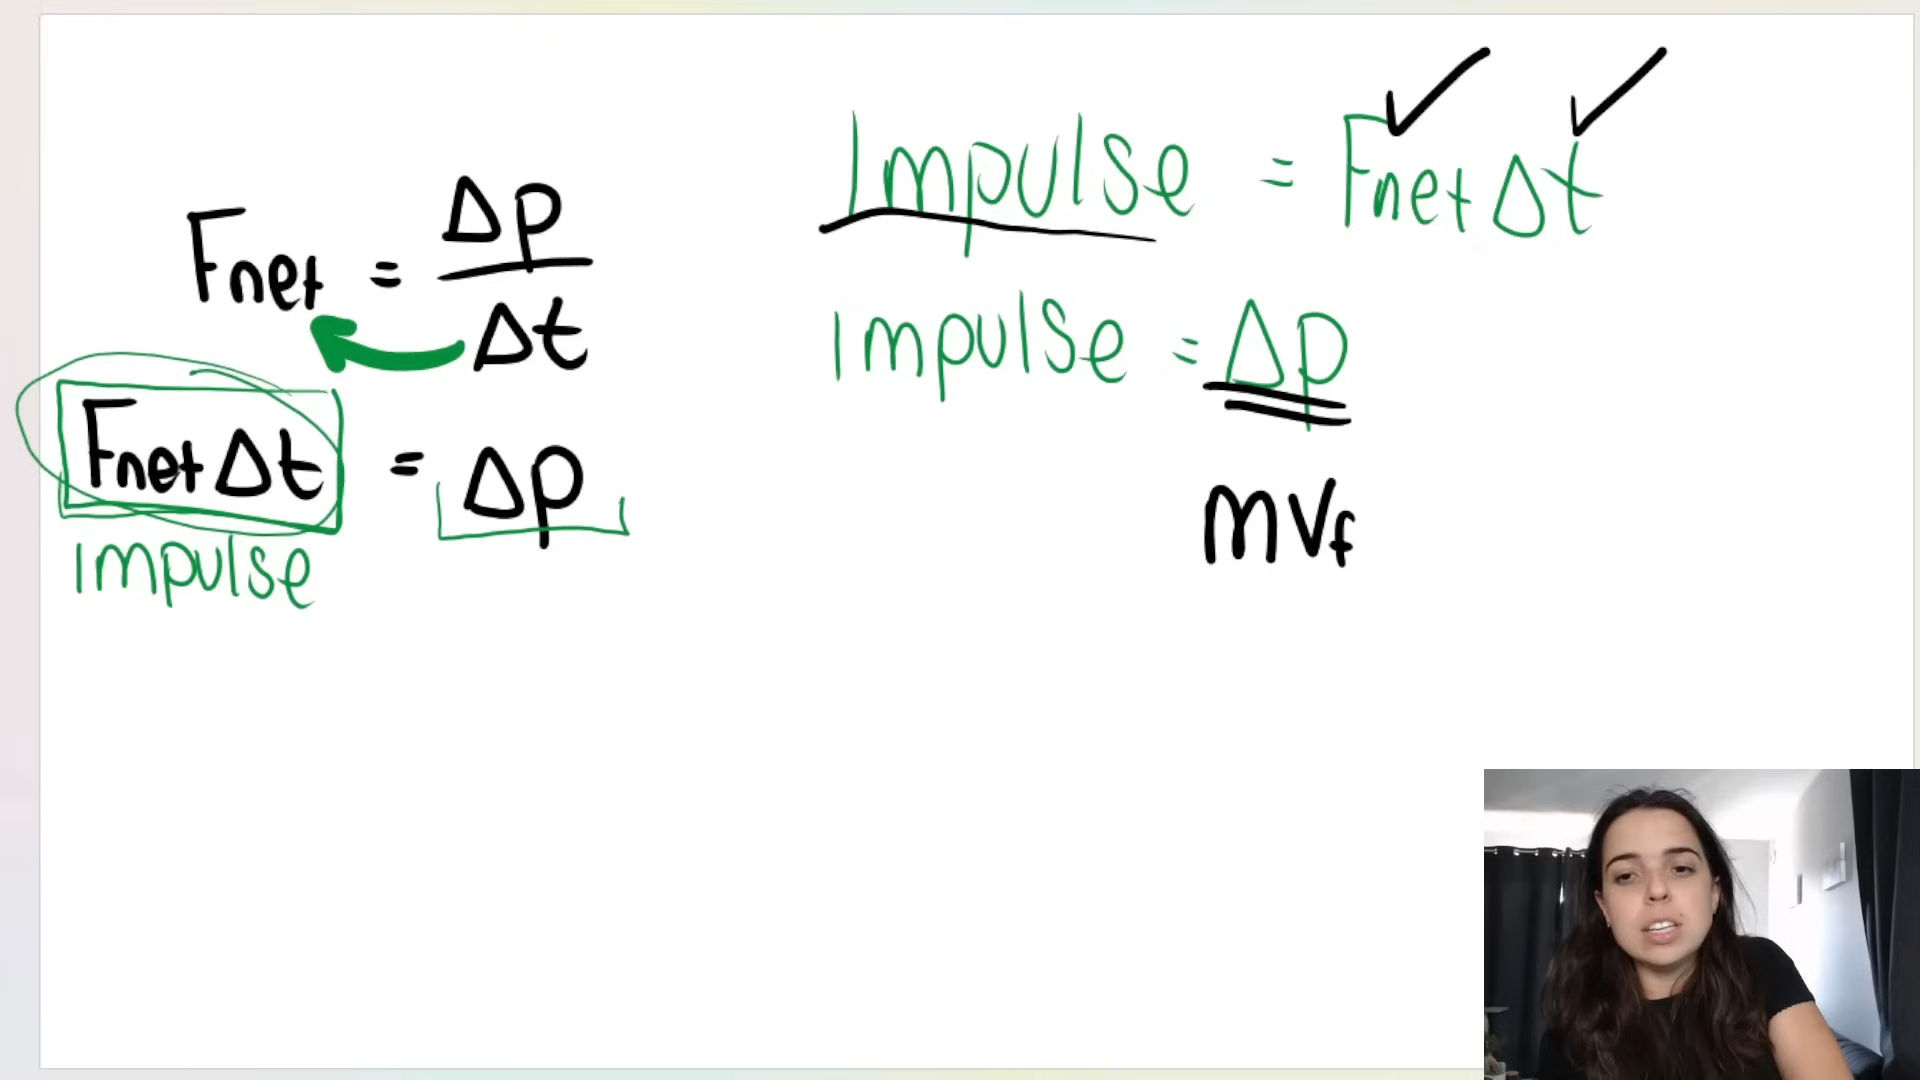 Fnet = Δp
Δt
FnetΔt = Δp
impulse
Impulse = FnetΔt
impulse = Δp
mvf